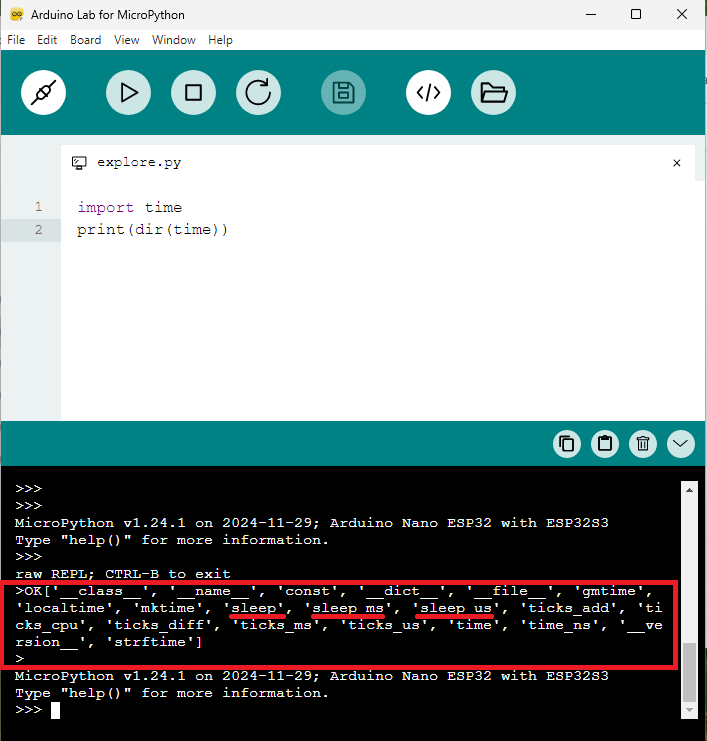 Arduino Lab for MicroPython
File Edit Board View Window Help
explore.py
1 import time
2 print(dir(time))
>>>
>>>
MicroPython v1.24.1 on 2024-11-29; Arduino Nano ESP32 with ESP32S3
Type "help()" for more information.
>>>
raw REPL; CTRL-B to exit
>OK['__class__', '__name__', 'const', '__dict__', '__file__', 'gmtime',
'localtime', 'mktime', 'sleep', 'sleep_ms', 'sleep_us', 'ticks_add', 'ti
cks_cpu', 'ticks_diff', 'ticks_ms', 'ticks_us', 'time', 'time_ns', '__ve
rsion__', 'strftime']
>
MicroPython v1.24.1 on 2024-11-29; Arduino Nano ESP32 with ESP32S3
Type "help()" for more information.
>>>